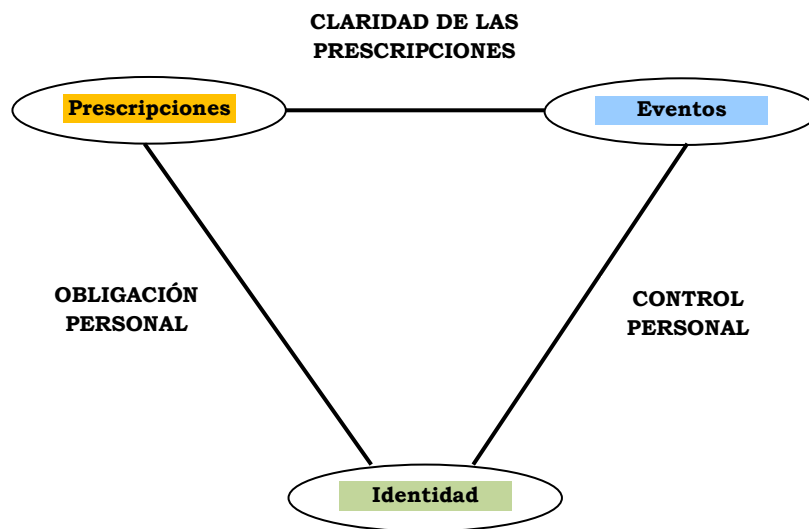 CLARIDAD DE LAS
PRESCRIPCIONES
Prescripciones
Eventos
OBLIGACIÓN
PERSONAL
CONTROL
PERSONAL
Identidad